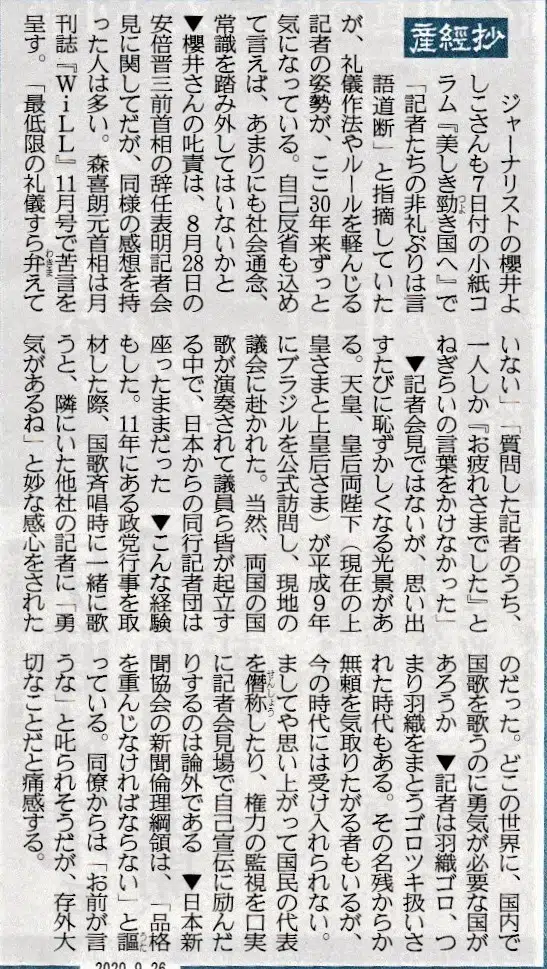 産經抄
ジャーナリストの櫻井よ
しこさんも7日付の小紙コ
ラム『美しき勁き国へ』で
つよ
「記者たちの非礼ぶりは言
語道断」と指摘していた
が、礼儀作法やルールを軽んじる
記者の姿勢が、ここ30年来ずっと
気になっている。自己反省も込め
て言えば、あまりにも社会通念、
常識を踏み外してはいないかと
▼櫻井さんの叱責は、8月28日の
安倍晋三前首相の辞任表明記者会
見に関してだが、同様の感想を持
った人は多い。森喜朗元首相は月
刊誌『WiLL』11月号で苦言を
呈す。「最低限の礼儀すら弁えて
わきま
いない」「質問した記者のうち、
一人しか『お疲れさまでした』と
ねぎらいの言葉をかけなかった」
▼記者会見ではないが、思い出
すたびに恥ずかしくなる光景があ
る。天皇、皇后両陛下(現在の上
皇さまと上皇后さま)が平成9年
にブラジルを公式訪問し、現地の
議会に赴かれた。当然、両国の国
歌が演奏されて議員ら皆が起立す
る中で、日本からの同行記者団は
座ったままだった ▼こんな経験
もした。11年にある政党行事を取
材した際、国歌斉唱時に一緒に歌
うと、隣にいた他社の記者に「勇
気があるね」と妙な感心をされた
のだった。どこの世界に、国内で
国歌を歌うのに勇気が必要な国が
あろうか ▼記者は羽織ゴロ、つ
まり羽織をまとうゴロツキ扱いさ
れた時代もある。その名残からか
無頼を気取りたがる者もいるが、
今の時代には受け入れられない。
ましてや思い上がって国民の代表
を僭称したり、権力の監視を口実
せんしょう
に記者会見場で自己宣伝に励んだ
りするのは論外である ▼日本新
聞協会の新聞倫理綱領は、「品格
を重んじなければならない」と謳
うた
っている。同僚からは「お前が言
うな」と叱られそうだが、存外大
切なことだと痛感する。
2020.9.26